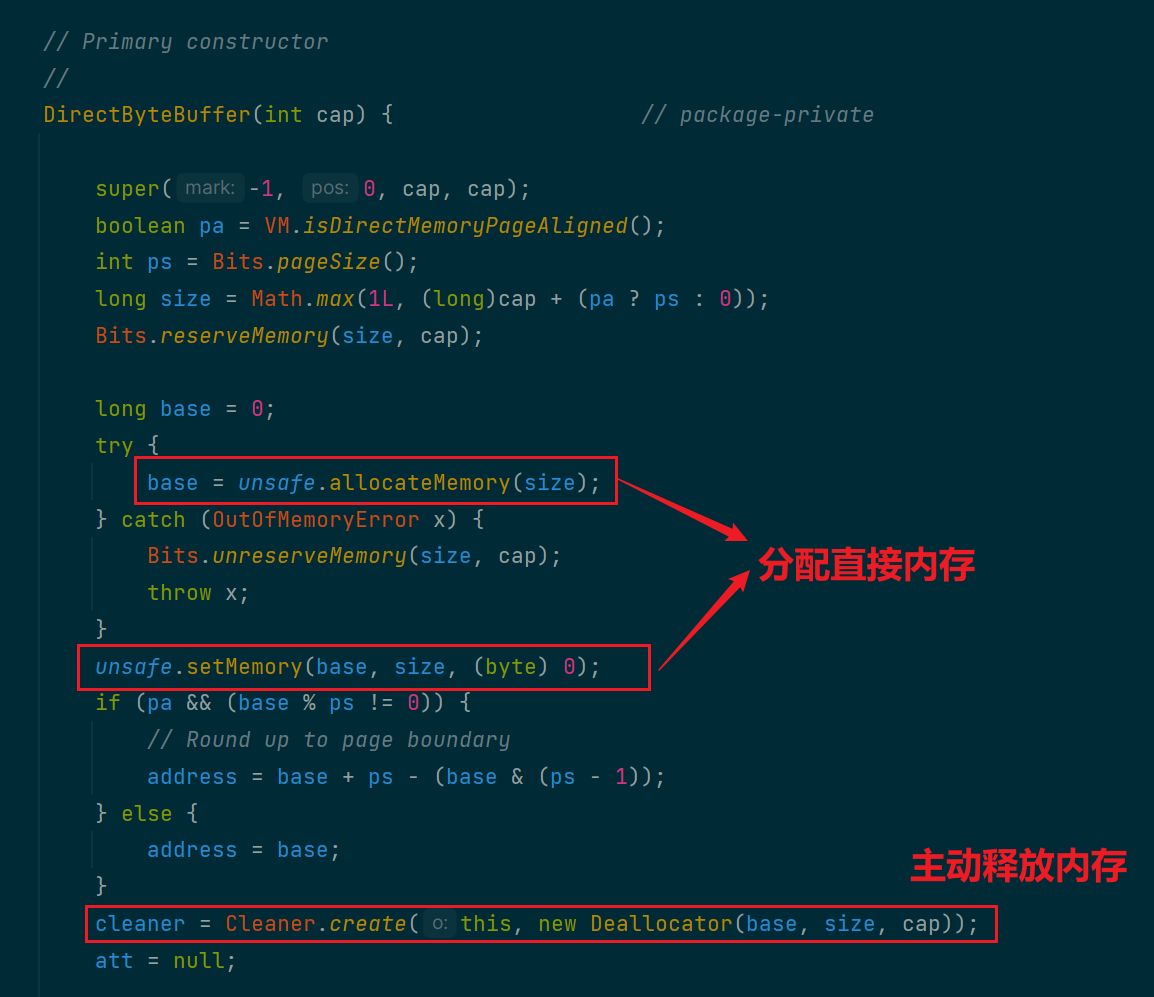 // Primary constructor
//
DirectByteBuffer(int cap) {                   // package-private
super( mark: -1, pos: 0, cap, cap);
boolean pa = VM.isDirectMemoryPageAligned();
int ps = Bits.pageSize();
long size = Math.max(1L, (long)cap + (pa ? ps : 0));
Bits.reserveMemory(size, cap);
long base = 0;
try {
base = unsafe.allocateMemory(size);
} catch (OutOfMemoryError x) {
Bits.unreserveMemory(size, cap);
分配直接内存
throw x;
}
unsafe.setMemory(base, size, (byte) 0);
if (pa && (base % ps != 0)) {
// Round up to page boundary
address = base + ps - (base & (ps - 1));
} else {
address = base;
主动释放内存
}
cleaner = Cleaner.create( o: this, new Deallocator(base, size, cap));
att = null;